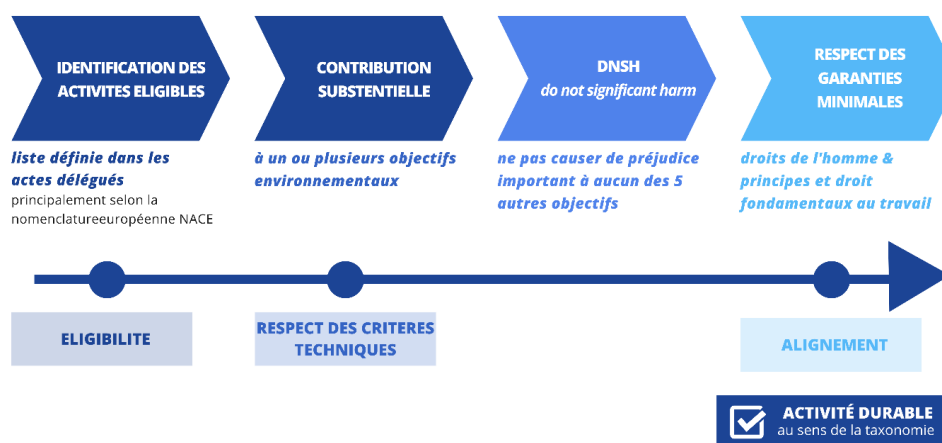 IDENTIFICATION DES
ACTIVITES ELIGIBLES
liste définie dans les
actes délégués
principalement selon la
nomenclatureeuropéenne NACE
CONTRIBUTION
SUBSTENTIELLE
à un ou plusieurs objectifs
environnementaux
DNSH
do not significant harm
ne pas causer de préjudice
important à aucun des 5
autres objectifs
RESPECT DES
GARANTIES
MINIMALES
droits de l'homme &
principes et droit
fondamentaux au travail
ELIGIBILITE
RESPECT DES CRITERES
TECHNIQUES
ALIGNEMENT
ACTIVITÉ DURABLE
au sens de la taxonomie